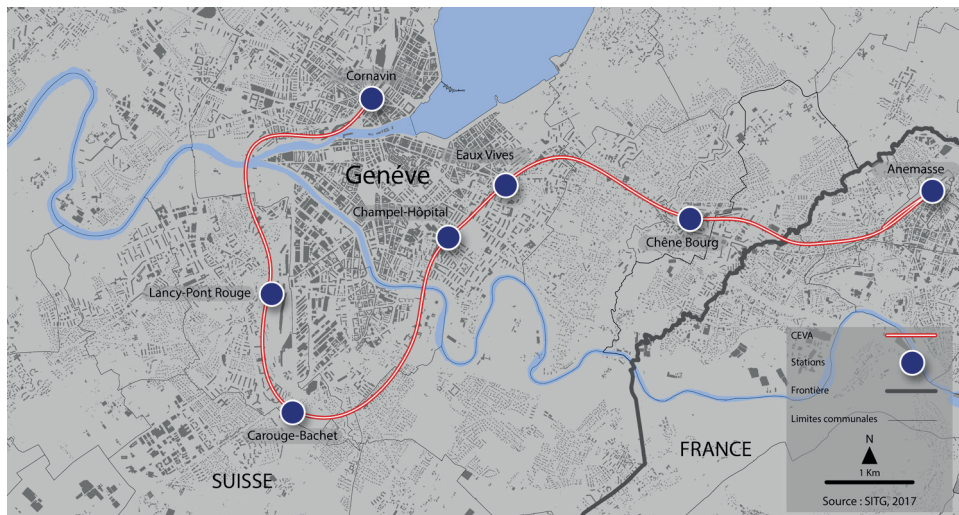 Cornavin
Eaux Vives
Genéve
Anemasse
Champel-Hôpital
Chêne Bourg
Lancy-Pont Rouge
Carouge-Bachet
SUISSE
FRANCE
CEVA
Stations
Frontière
Limites communales
N
1 Km
Source : SITG, 2017